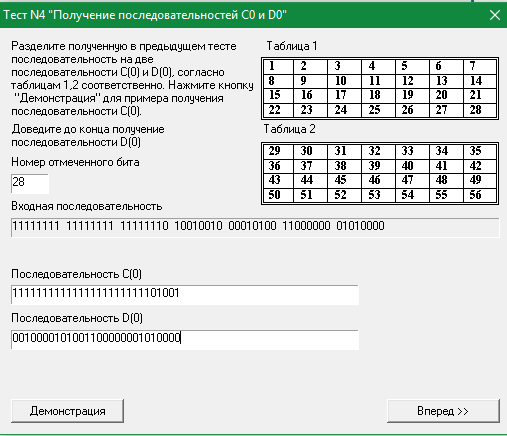 Тест N4 "Получение последовательностей C0 и D0"
Разделите полученную в предыдущем тесте
последовательность на две
последовательности C(0) и D(0), согласно
таблицам 1,2 соответственно. Нажмите кнопку
"Демонстрация" для примера получения
последовательности C(0).
Доведите до конца получение
последовательности D(0)
Номер отмеченного бита
28
Таблица 1
1 2 3 4 5 6 7
8 9 10 11 12 13 14
15 16 17 18 19 20 21
22 23 24 25 26 27 28
Таблица 2
29 30 31 32 33 34 35
36 37 38 39 40 41 42
43 44 45 46 47 48 49
50 51 52 53 54 55 56
Входная последовательность
11111111 11111111 11111110 10010010 00010100 11000000 01010000
Последовательность C(0)
1111111111111111111111101001
Последовательность D(0)
0010000101001100000001010000
Демонстрация
Вперед >>